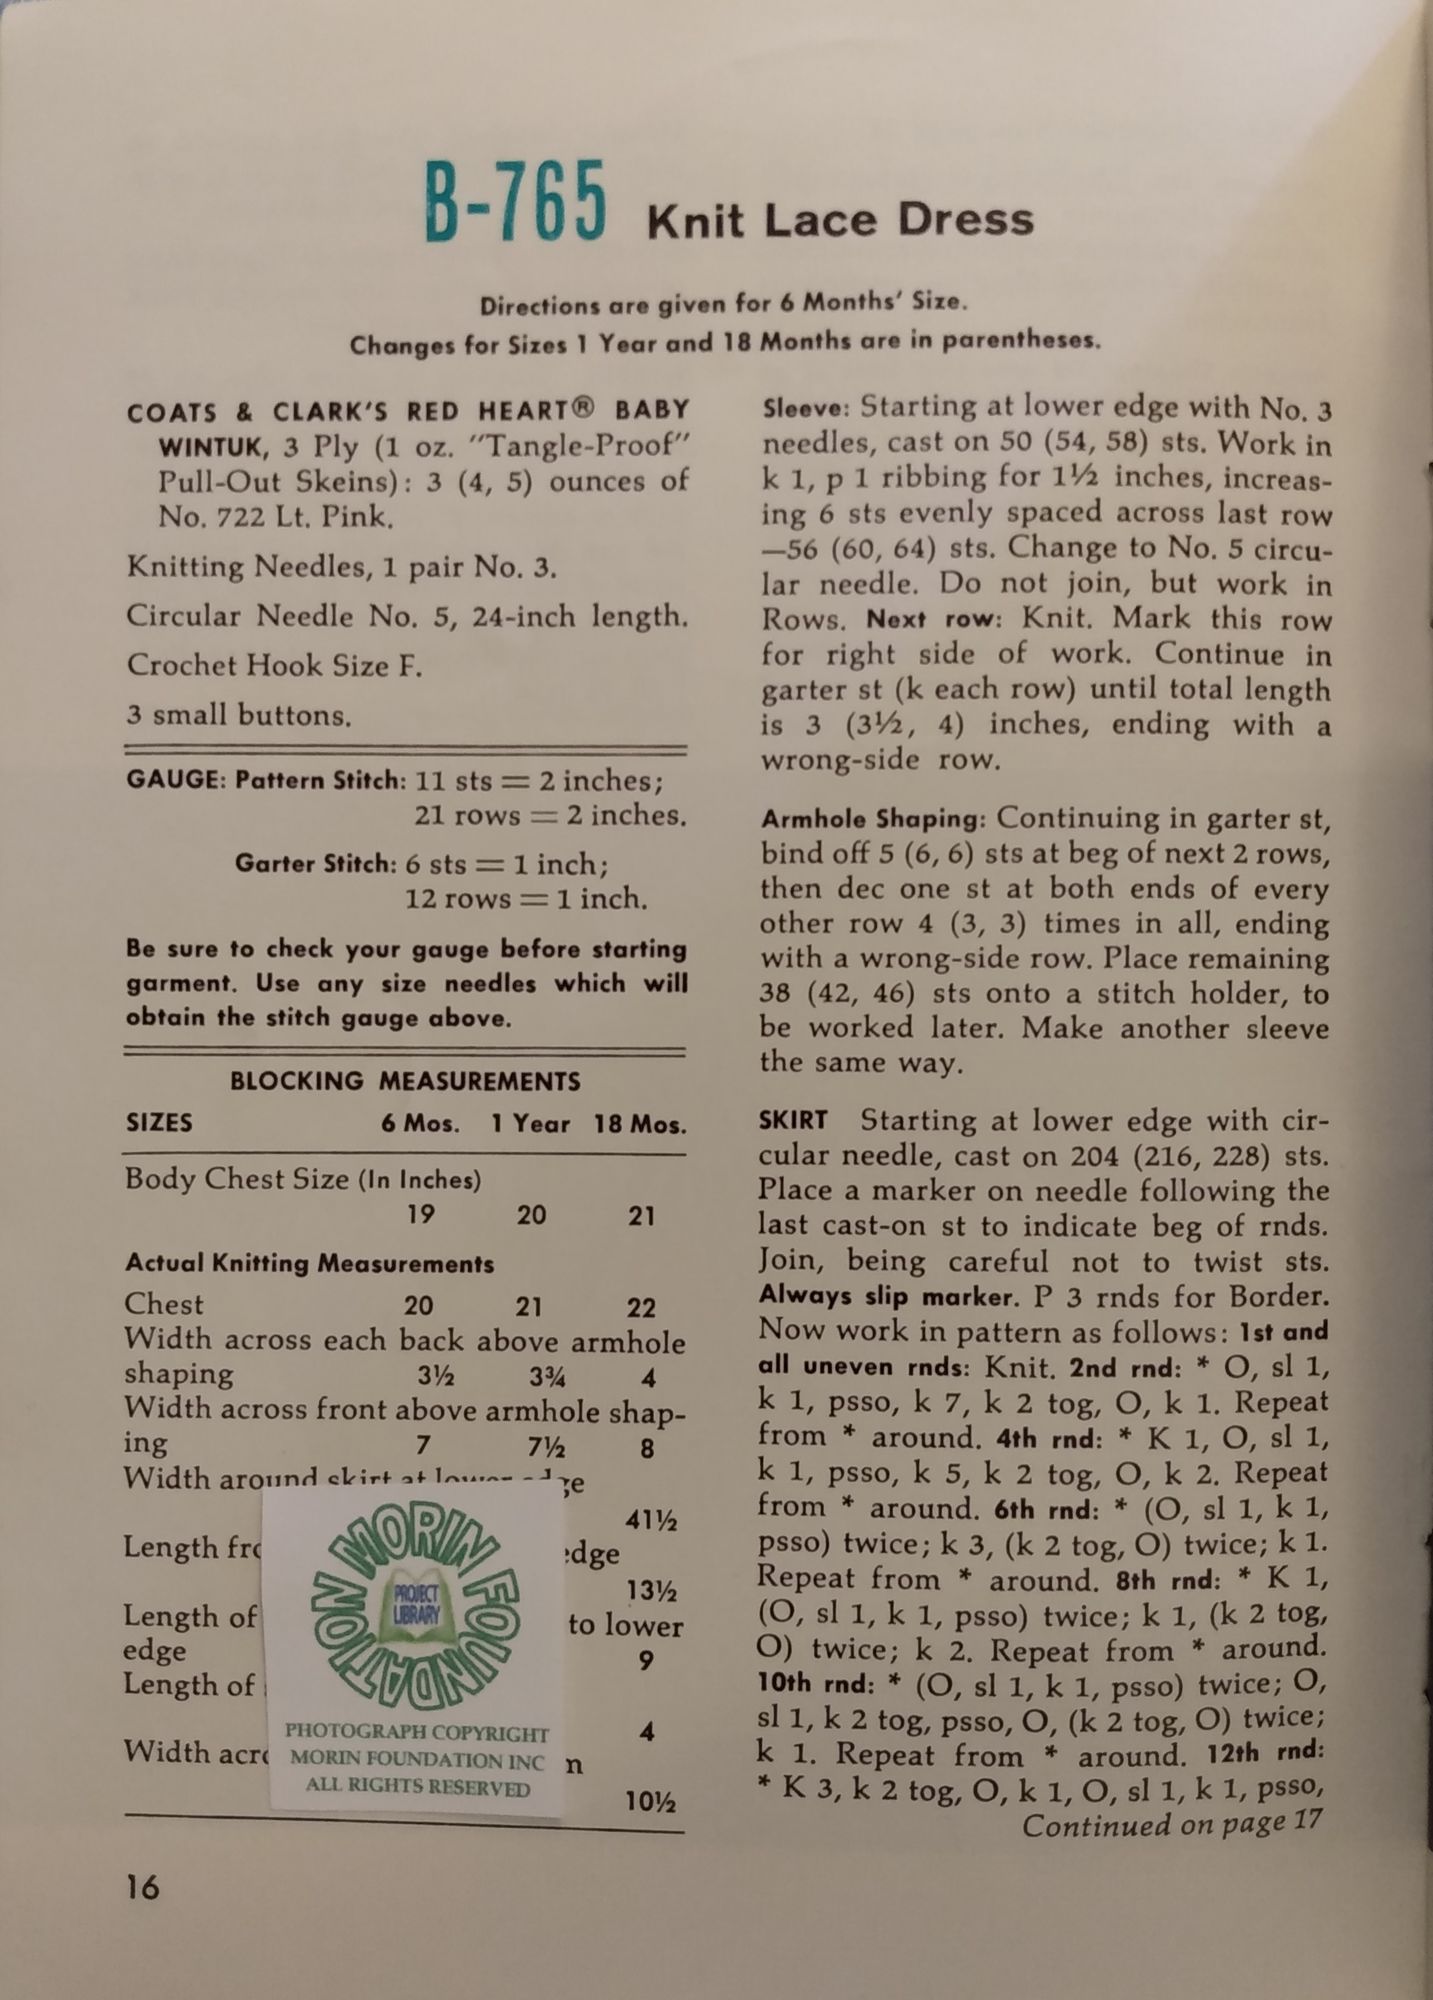 B-765 Knit Lace Dress
Directions are given for 6 Months' Size.
Changes for Sizes 1 Year and 18 Months are in parentheses.
COATS & CLARK'S RED HEART® BABY
WINTUK, 3 Ply (1 oz. "Tangle-Proof"
Pull-Out Skeins): 3 (4, 5) ounces of
No. 722 Lt. Pink.
Knitting Needles, 1 pair No. 3.
Circular Needle No. 5, 24-inch length.
Crochet Hook Size F.
3 small buttons.
GAUGE: Pattern Stitch: 11 sts = 2 inches;
21 rows = 2 inches.
Garter Stitch: 6 sts = 1 inch;
12 rows = 1 inch.
Be sure to check your gauge before starting
garment. Use any size needles which will
obtain the stitch gauge above.
BLOCKING MEASUREMENTS
SIZES 6 Mos. 1 Year 18 Mos.
Body Chest Size (In Inches)
19 20 21
Actual Knitting Measurements
Chest 20 21 22
Width across each back above armhole
shaping 3½ 3¾ 4
Width across front above armhole shap-
ing 7 7½ 8
Width around skirt at lower edge
41½
Length edge
13½
Length of to lower
edge 9
Length of
4
Width
10½
MORIN FOUNDATION
PROJECT
LIBRARY
PHOTOGRAPH COPYRIGHT
MORIN FOUNDATION INC
ALL RIGHTS RESERVED
16
Sleeve: Starting at lower edge with No. 3
needles, cast on 50 (54, 58) sts. Work in
k 1, p 1 ribbing for 1½ inches, increas-
ing 6 sts evenly spaced across last row
—56 (60, 64) sts. Change to No. 5 circu-
lar needle. Do not join, but work in
Rows. Next row: Knit. Mark this row
for right side of work. Continue in
garter st (k each row) until total length
is 3 (3½, 4) inches, ending with a
wrong-side row.
Armhole Shaping: Continuing in garter st,
bind off 5 (6, 6) sts at beg of next 2 rows,
then dec one st at both ends of every
other row 4 (3, 3) times in all, ending
with a wrong-side row. Place remaining
38 (42, 46) sts onto a stitch holder, to
be worked later. Make another sleeve
the same way.
SKIRT Starting at lower edge with cir-
cular needle, cast on 204 (216, 228) sts.
Place a marker on needle following the
last cast-on st to indicate beg of rnds.
Join, being careful not to twist sts.
Always slip marker. P 3 rnds for Border.
Now work in pattern as follows: 1st and
all uneven rnds: Knit. 2nd rnd: * O, sl 1,
k 1, psso, k 7, k 2 tog, O, k 1. Repeat
from * around. 4th rnd: * K 1, O, sl 1,
k 1, psso, k 5, k 2 tog, O, k 2. Repeat
from * around. 6th rnd: * (O, sl 1, k 1,
psso) twice; k 3, (k 2 tog, O) twice; k 1.
Repeat from * around. 8th rnd: * K 1,
(O, sl 1, k 1, psso) twice; k 1, (k 2 tog,
O) twice; k 2. Repeat from * around.
10th rnd: * (O, sl 1, k 1, psso) twice; O,
sl 1, k 2 tog, psso, O, (k 2 tog, O) twice;
k 1. Repeat from * around. 12th rnd:
* K 3, k 2 tog, O, k 1, O, sl 1, k 1, psso,
Continued on page 17